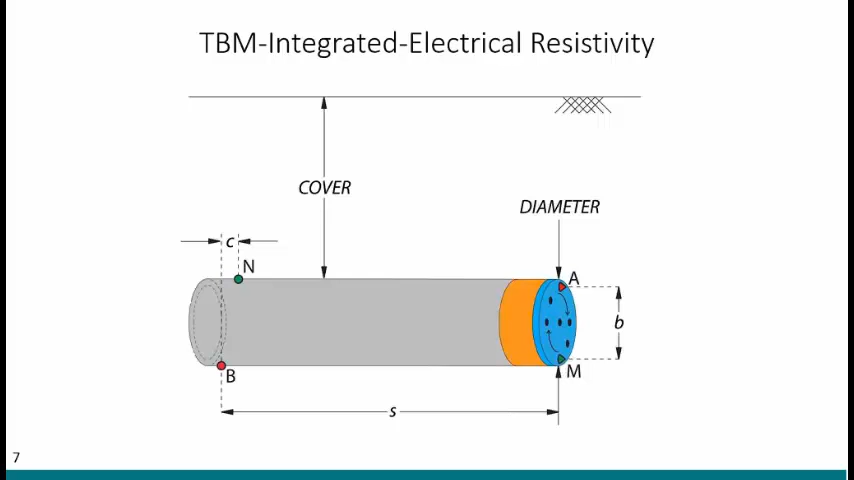 TBM-Integrated-Electrical Resistivity
COVER
DIAMETER
c
N
A
b
B
M
s
7